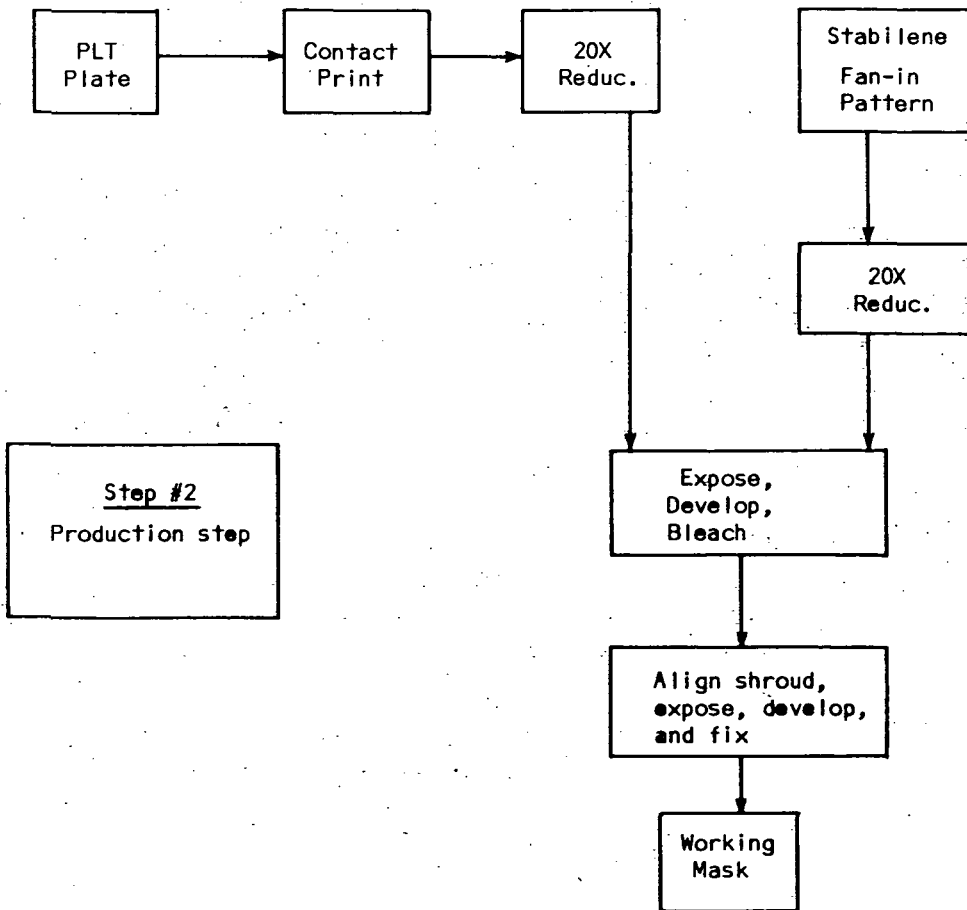 PLT
Plate
Contact
Print
20X
Reduc.
Stabilene
Fan-in
Pattern
20X
Reduc.
Step #2
Production step
Expose,
Develop,
Bleach
Align shroud,
expose, develop,
and fix
Working
Mask